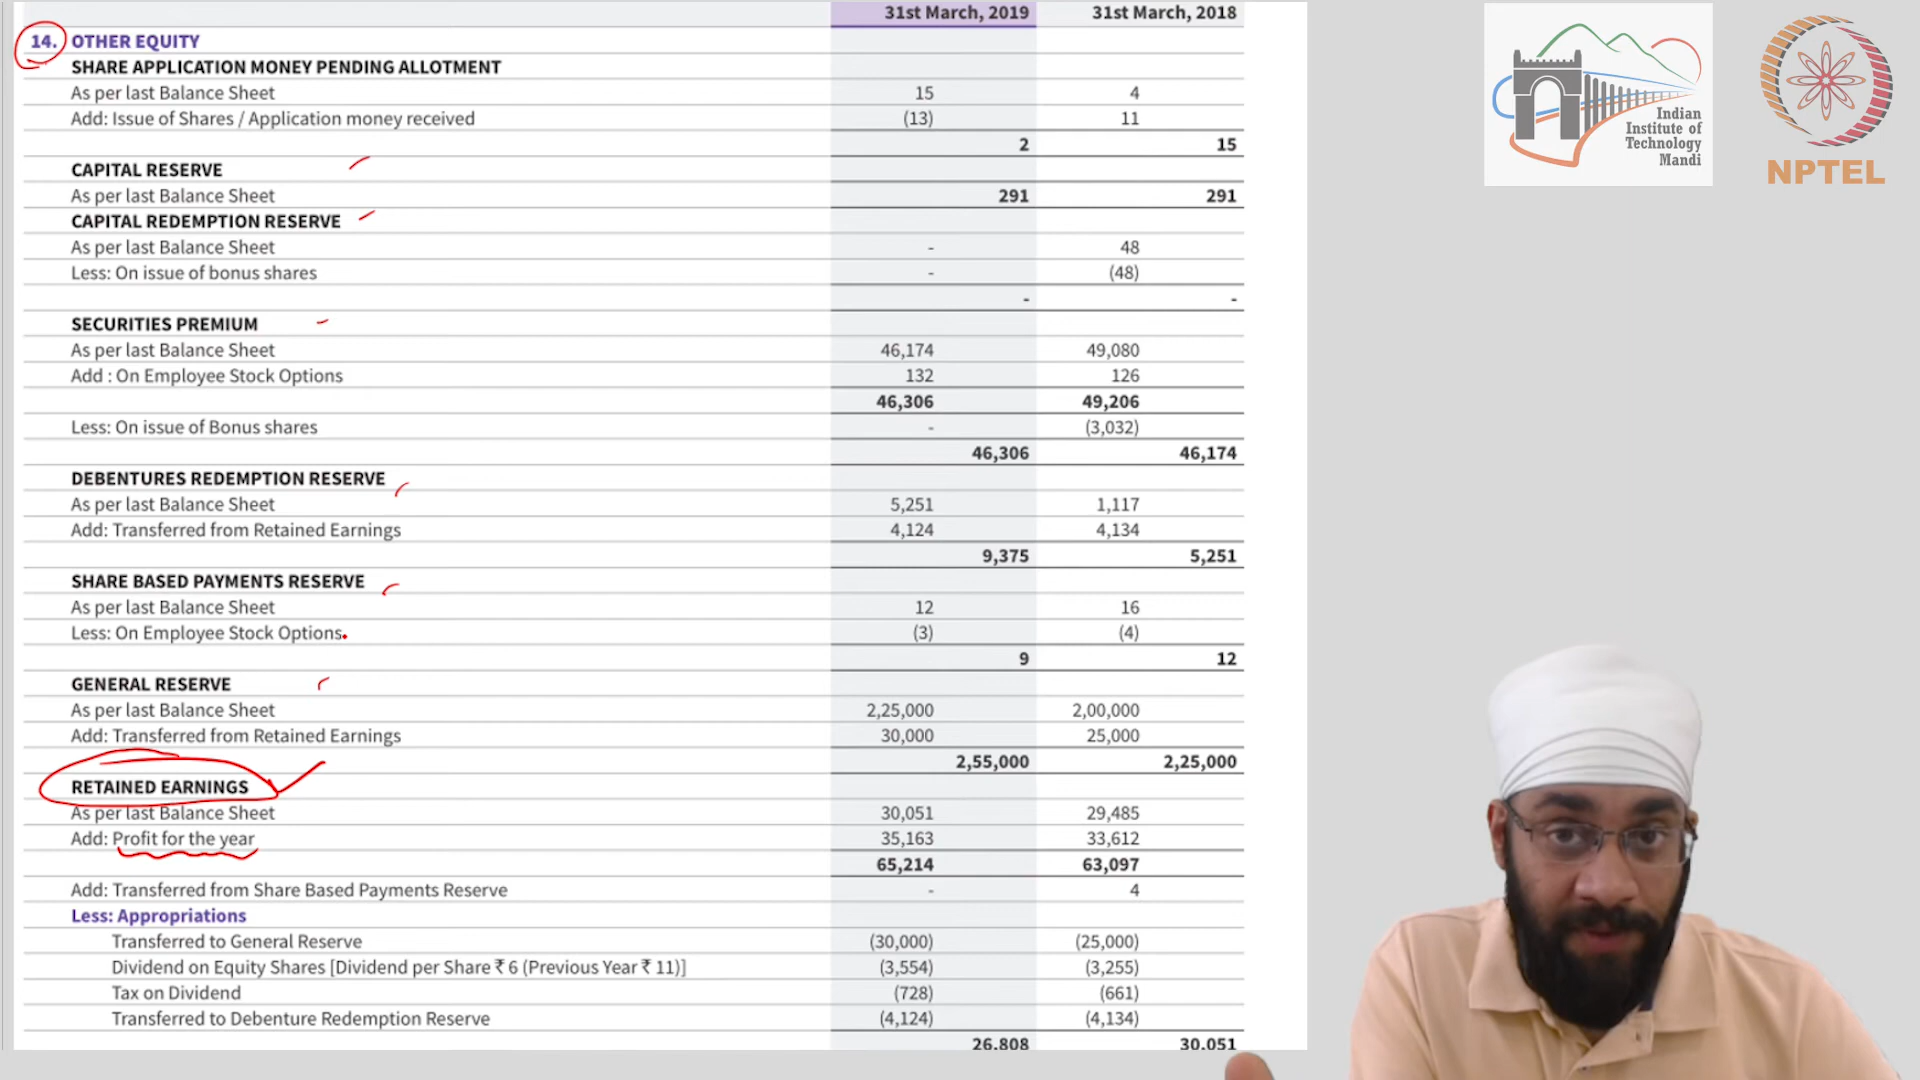 31st March, 2019 31st March, 2018
14. OTHER EQUITY
SHARE APPLICATION MONEY PENDING ALLOTMENT
As per last Balance Sheet 15 4
Add: Issue of Shares / Application money received (13) 11
2 15
CAPITAL RESERVE
As per last Balance Sheet 291 291
CAPITAL REDEMPTION RESERVE
As per last Balance Sheet - 48
Less: On issue of bonus shares - (48)
- -
SECURITIES PREMIUM
As per last Balance Sheet 46,174 49,080
Add : On Employee Stock Options 132 126
46,306 49,206
Less: On issue of Bonus shares - (3,032)
46,306 46,174
DEBENTURES REDEMPTION RESERVE
As per last Balance Sheet 5,251 1,117
Add: Transferred from Retained Earnings 4,124 4,134
9,375 5,251
SHARE BASED PAYMENTS RESERVE
As per last Balance Sheet 12 16
Less: On Employee Stock Options (3) (4)
9 12
GENERAL RESERVE
As per last Balance Sheet 2,25,000 2,00,000
Add: Transferred from Retained Earnings 30,000 25,000
2,55,000 2,25,000
RETAINED EARNINGS
As per last Balance Sheet 30,051 29,485
Add: Profit for the year 35,163 33,612
65,214 63,097
Add: Transferred from Share Based Payments Reserve - 4
Less: Appropriations
Transferred to General Reserve (30,000) (25,000)
Dividend on Equity Shares [Dividend per Share ₹ 6 (Previous Year ₹ 11)] (3,554) (3,255)
Tax on Dividend (728) (661)
Transferred to Debenture Redemption Reserve (4,124) (4,134)
26,808 30,051
Indian
Institute of
Technology
Mandi
NPTEL